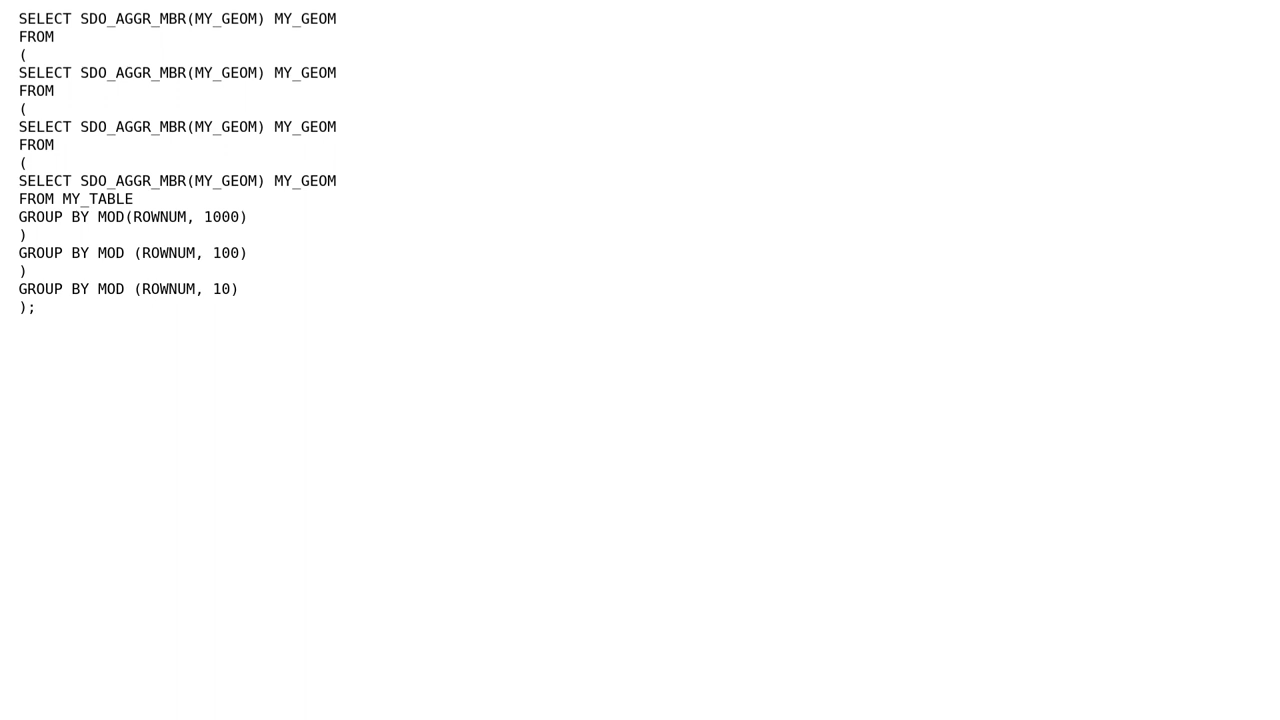 SELECT SDO_AGGR_MBR(MY_GEOM) MY_GEOM
FROM
(
SELECT SDO_AGGR_MBR(MY_GEOM) MY_GEOM
FROM
(
SELECT SDO_AGGR_MBR(MY_GEOM) MY_GEOM
FROM
(
SELECT SDO_AGGR_MBR(MY_GEOM) MY_GEOM
FROM MY_TABLE
GROUP BY MOD(ROWNUM, 1000)
)
GROUP BY MOD (ROWNUM, 100)
)
GROUP BY MOD (ROWNUM, 10)
);